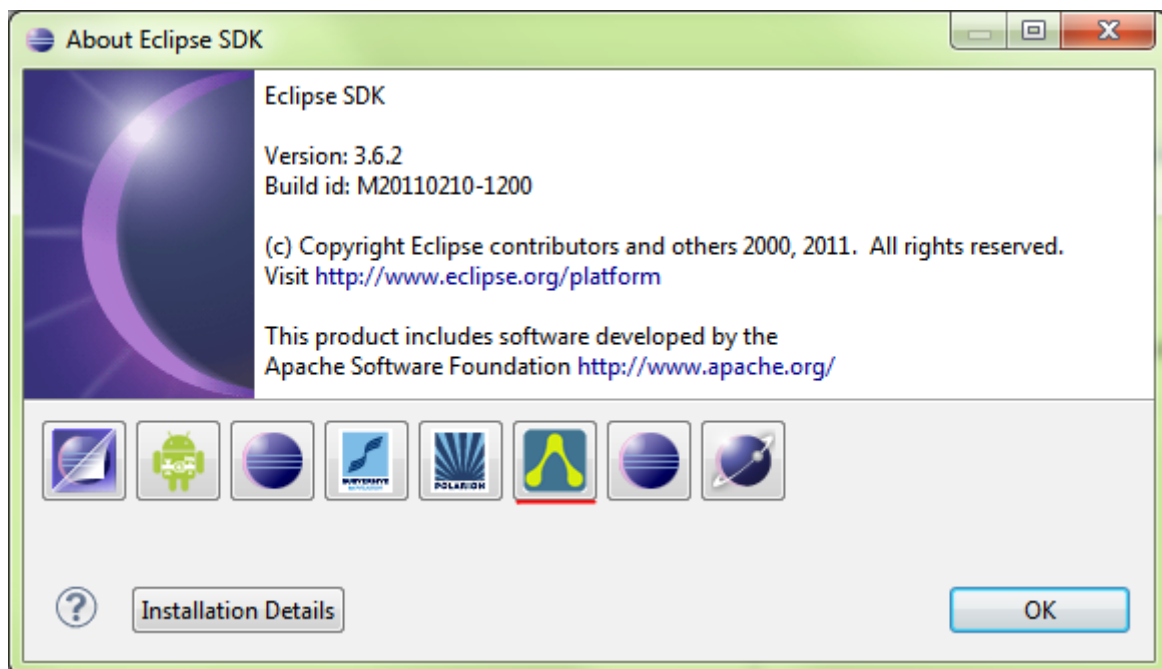 About Eclipse SDK
Eclipse SDK
Version: 3.6.2
Build id: M20110210-1200
(c) Copyright Eclipse contributors and others 2000, 2011.  All rights reserved.
Visit http://www.eclipse.org/platform
This product includes software developed by the
Apache Software Foundation http://www.apache.org/
SUBVERSIVE
POLARION
?
Installation Details
OK